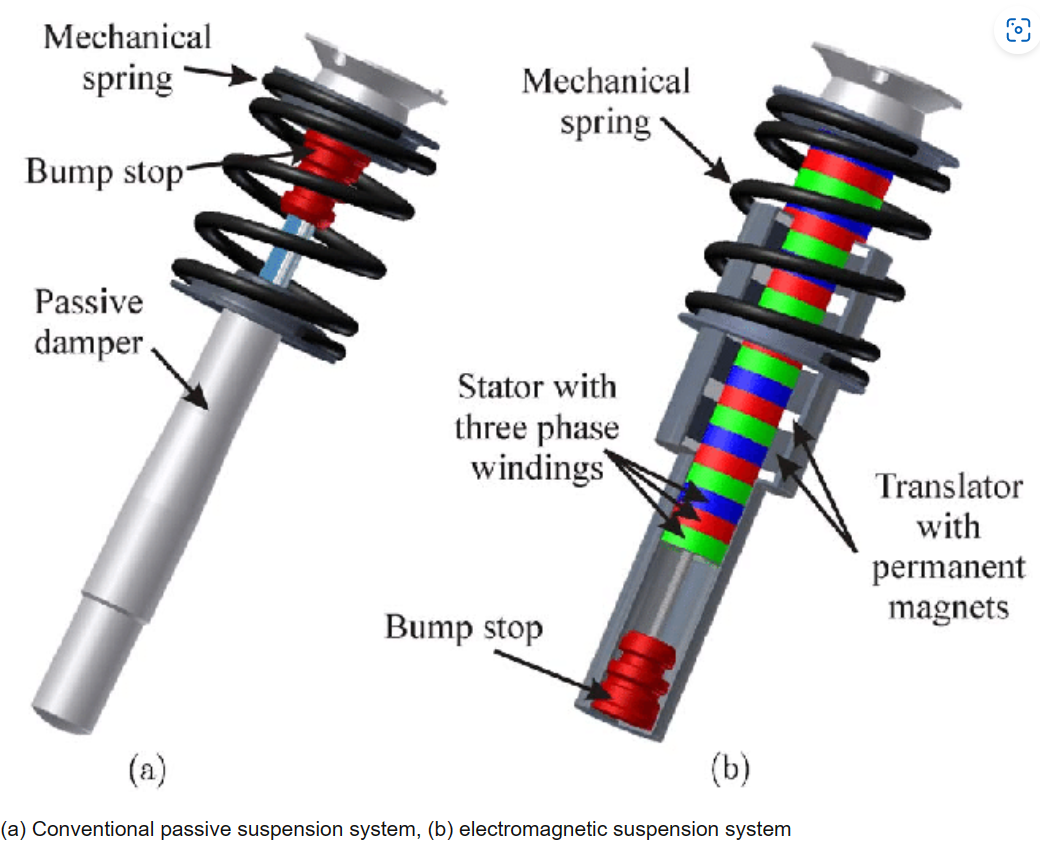 Mechanical
spring
Bump stop
Passive
damper
(a)
Mechanical
spring
Stator with
three phase
windings
Translator
with
permanent
magnets
Bump stop
(b)
(a) Conventional passive suspension system, (b) electromagnetic suspension system